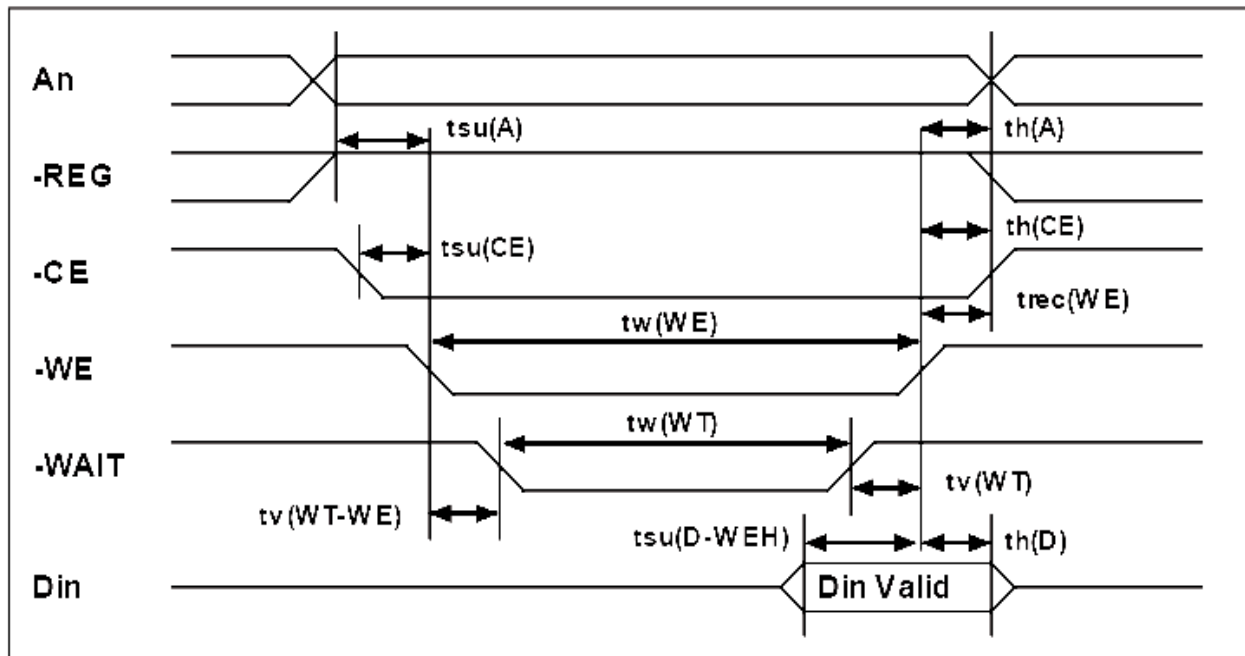 An
tsu(A)
th(A)
-REG
tsu(CE)
th(CE)
-CE
trec(WE)
tw(WE)
-WE
tw(WT)
-WAIT
tv(WT-WE)
tv(WT)
tsu(D-WEH)
th(D)
Din
Din Valid